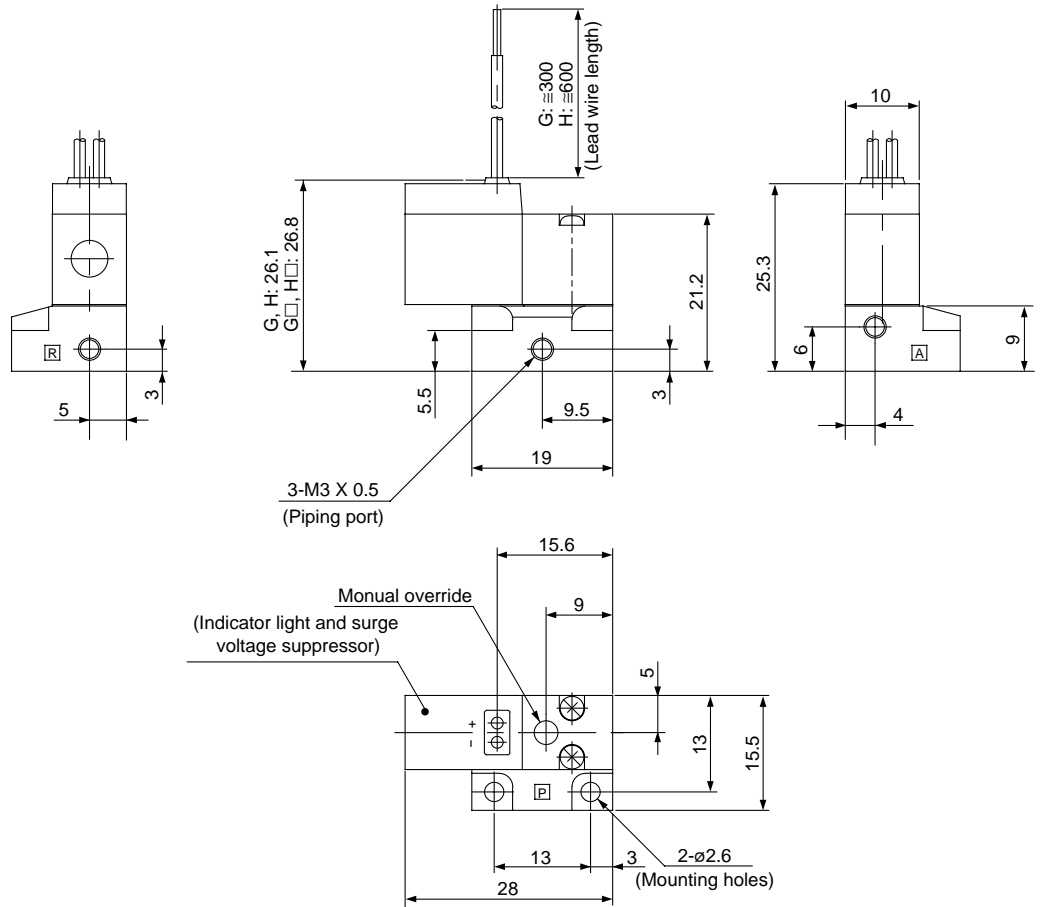 G: ≅300
H: ≅600
(Lead wire length)
10
G, H: 26.1
G□, H□: 26.8
21.2
25.3
R
5
3
5.5
9.5
3
19
6
A
9
4
3-M3 X 0.5
(Piping port)
15.6
Monual override
9
(Indicator light and surge
voltage suppressor)
5
+
−
13
15.5
P
13
3
2-ø2.6
(Mounting holes)
28